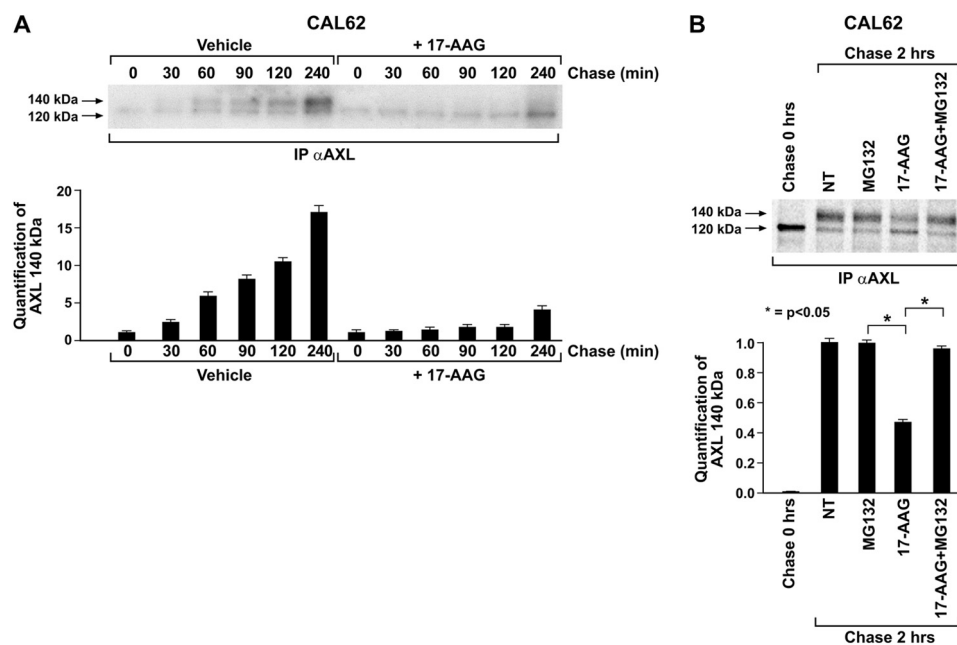 A
CAL62
Vehicle
+ 17-AAG
0 30 60 90 120 240 0 30 60 90 120 240 Chase (min)
140 kDa
120 kDa
IP αAXL
Quantification of
AXL 140 kDa
20
15
10
5
0 30 60 90 120 240 0 30 60 90 120 240 Chase (min)
Vehicle
+ 17-AAG
B
CAL62
Chase 2 hrs
Chase 0 hrs
NT
MG132
17-AAG
17-AAG+MG132
140 kDa
120 kDa
IP αAXL
* = p<0.05
*
*
Quantification of
AXL 140 kDa
1.0
0.8
0.6
0.4
0.2
0.0
Chase 0 hrs
NT
MG132
17-AAG
17-AAG+MG132
Chase 2 hrs